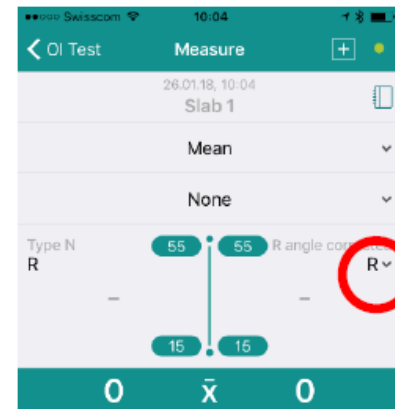 Swisscom 10:04
OI Test Measure +
26.01.18, 10:04
Slab 1
Mean
None
Type N 55 55 R angle corrected
R R
– –
15 15
0 x̄ 0